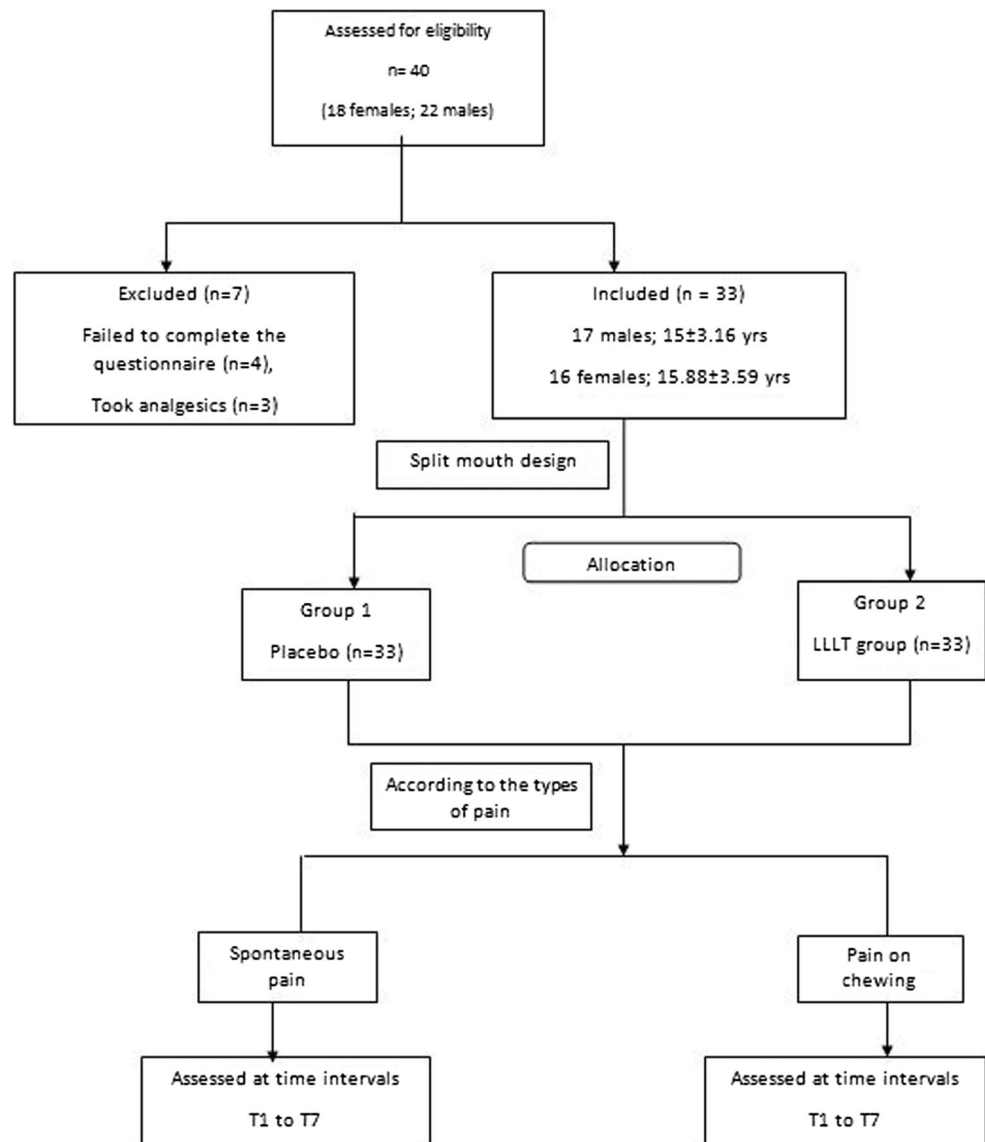 Assessed for eligibility
n= 40
(18 females; 22 males)
Excluded (n=7)
Failed to complete the
questionnaire (n=4),
Took analgesics (n=3)
Included (n = 33)
17 males; 15±3.16 yrs
16 females; 15.88±3.59 yrs
Split mouth design
Allocation
Group 1
Placebo (n=33)
Group 2
LLLT group (n=33)
According to the types
of pain
Spontaneous
pain
Pain on
chewing
Assessed at time intervals
T1 to T7
Assessed at time intervals
T1 to T7